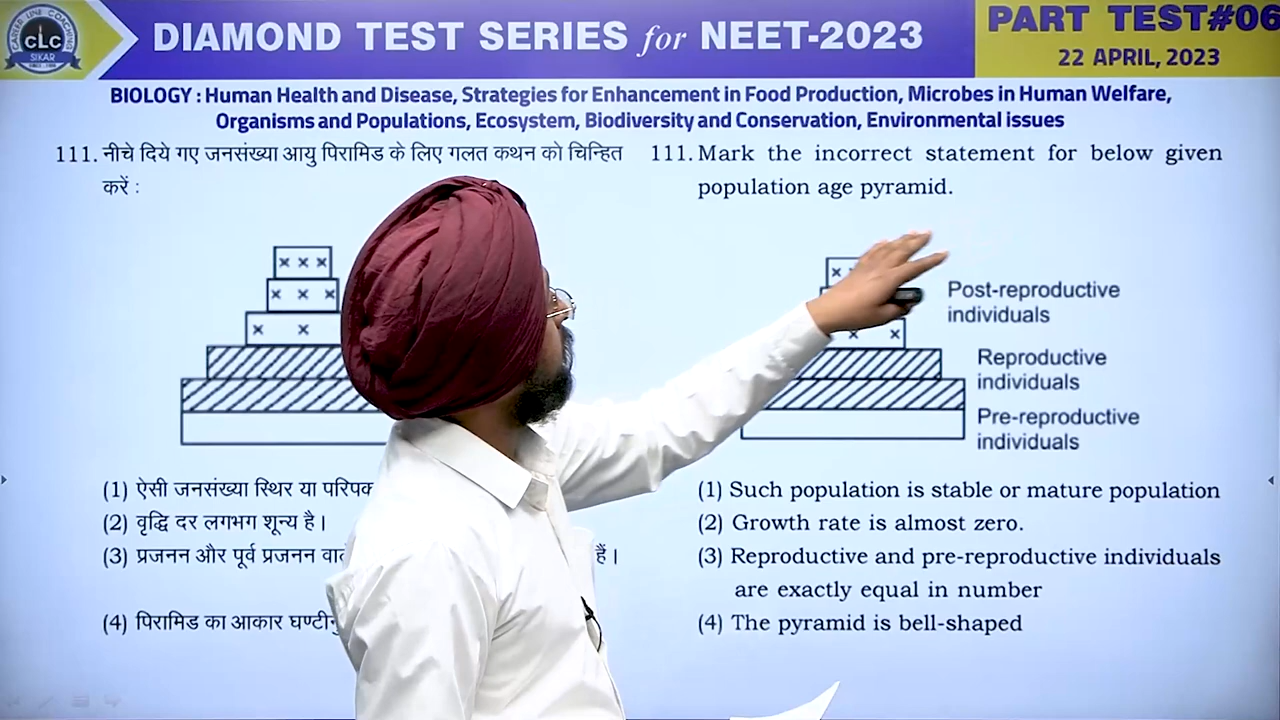 CAREER LINE COACHING
CLC
SIKAR
DIAMOND TEST SERIES for NEET-2023
PART TEST#06
22 APRIL, 2023
BIOLOGY : Human Health and Disease, Strategies for Enhancement in Food Production, Microbes in Human Welfare,
Organisms and Populations, Ecosystem, Biodiversity and Conservation, Environmental issues
111. नीचे दिये गए जनसंख्या आयु पिरामिड के लिए गलत कथन को चिन्हित
करें :
(1) ऐसी जनसंख्या स्थिर या
(2) वृद्धि दर लगभग शून्य है।
(3) प्रजनन और पूर्व प्रजनन हैं।
(4) पिरामिड का आकार
111. Mark the incorrect statement for below given
population age pyramid.
Post-reproductive
individuals
Reproductive
individuals
Pre-reproductive
individuals
(1) Such population is stable or mature population
(2) Growth rate is almost zero.
(3) Reproductive and pre-reproductive individuals
are exactly equal in number
(4) The pyramid is bell-shaped